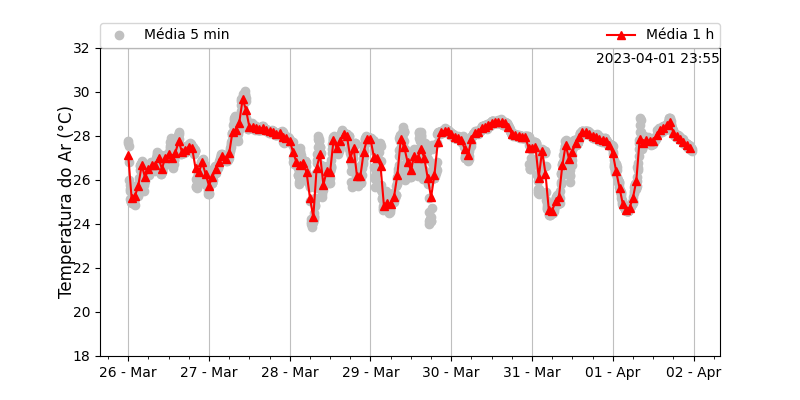 Média 5 min
Média 1 h
2023-04-01 23:55
Temperatura do Ar (°C)
32
30
28
26
24
22
20
18
26 - Mar
27 - Mar
28 - Mar
29 - Mar
30 - Mar
31 - Mar
01 - Apr
02 - Apr